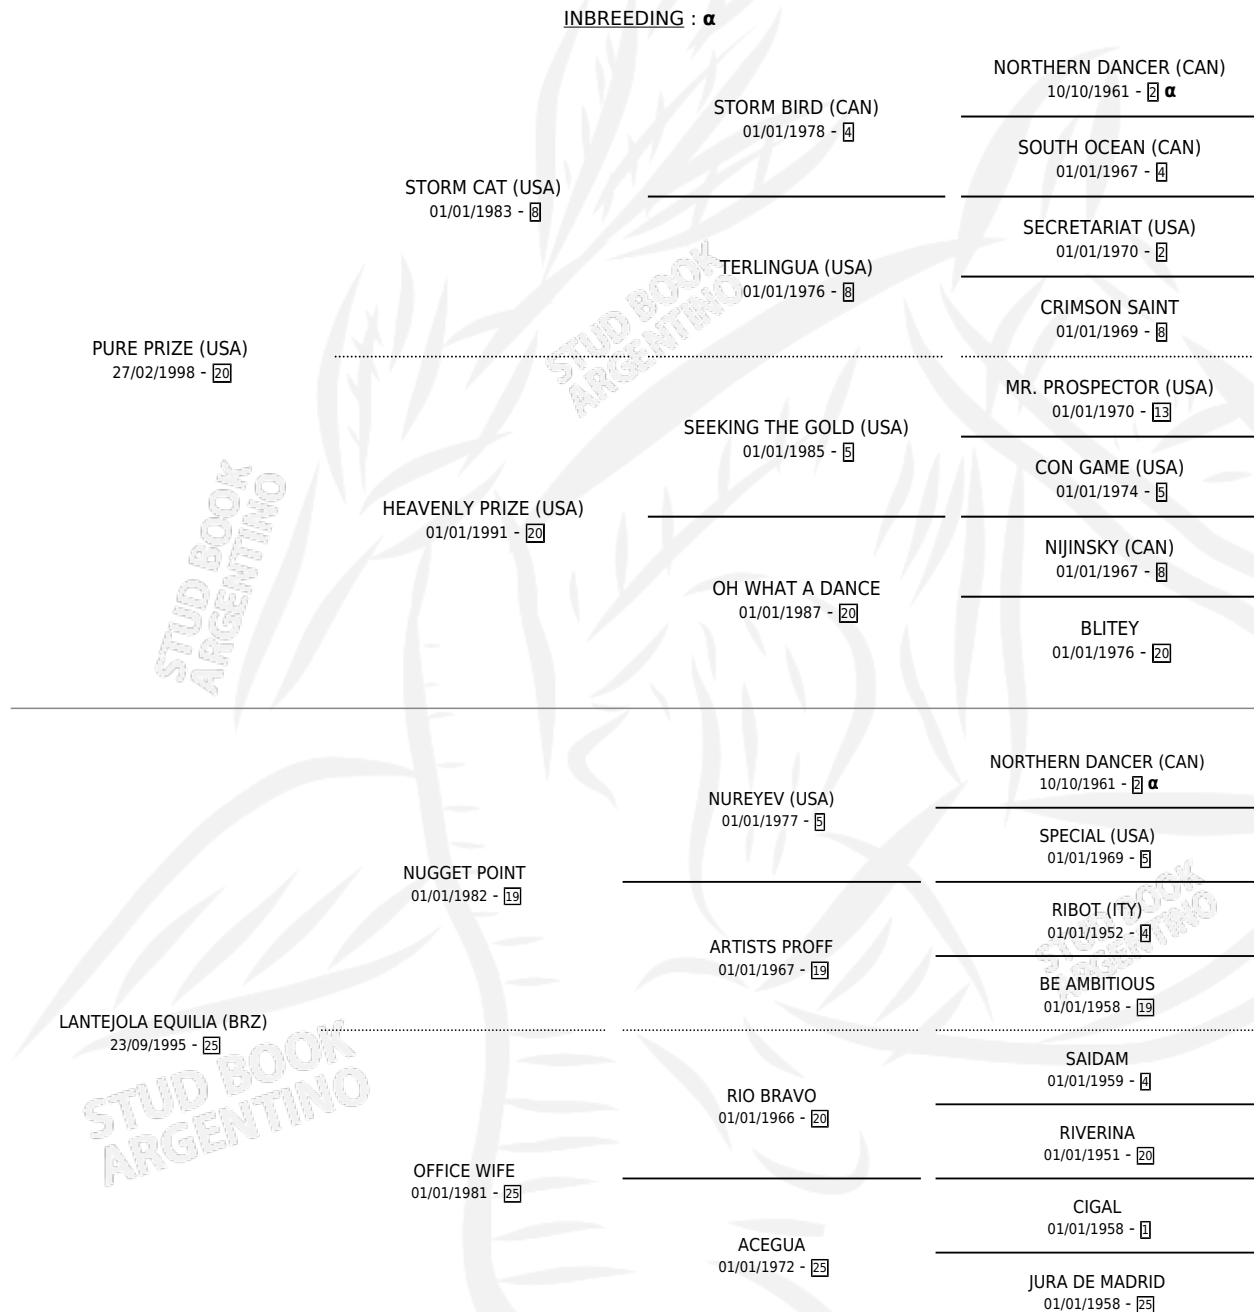 INBREEDING : α
NORTHERN DANCER (CAN)
10/10/1961 - 2 α
STORM BIRD (CAN)
01/01/1978 - 4
SOUTH OCEAN (CAN)
01/01/1967 - 4
STORM CAT (USA)
01/01/1983 - 8
SECRETARIAT (USA)
01/01/1970 - 2
TERLINGUA (USA)
01/01/1976 - 8
CRIMSON SAINT
01/01/1969 - 8
PURE PRIZE (USA)
27/02/1998 - 20
MR. PROSPECTOR (USA)
01/01/1970 - 13
SEEKING THE GOLD (USA)
01/01/1985 - 5
CON GAME (USA)
01/01/1974 - 5
HEAVENLY PRIZE (USA)
01/01/1991 - 20
NIJINSKY (CAN)
01/01/1967 - 8
OH WHAT A DANCE
01/01/1987 - 20
BLITEY
01/01/1976 - 20
NORTHERN DANCER (CAN)
10/10/1961 - 2 α
NUREYEV (USA)
01/01/1977 - 5
SPECIAL (USA)
01/01/1969 - 5
NUGGET POINT
01/01/1982 - 19
RIBOT (ITY)
01/01/1952 - 4
ARTISTS PROFF
01/01/1967 - 19
BE AMBITIOUS
01/01/1958 - 19
LANTEJOLA EQUILIA (BRZ)
23/09/1995 - 25
SAIDAM
01/01/1959 - 4
RIO BRAVO
01/01/1966 - 20
RIVERINA
01/01/1951 - 20
OFFICE WIFE
01/01/1981 - 25
CIGAL
01/01/1958 - 1
ACEGUA
01/01/1972 - 25
JURA DE MADRID
01/01/1958 - 25
STUD BOOK
ARGENTINO
STUD BOOK
ARGENTINO
STUD BOOK
ARGENTINO
STUD BOOK
ARGENTINO